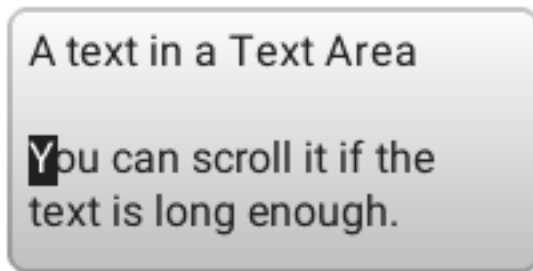 A text in a Text Area
You can scroll it if the
text is long enough.